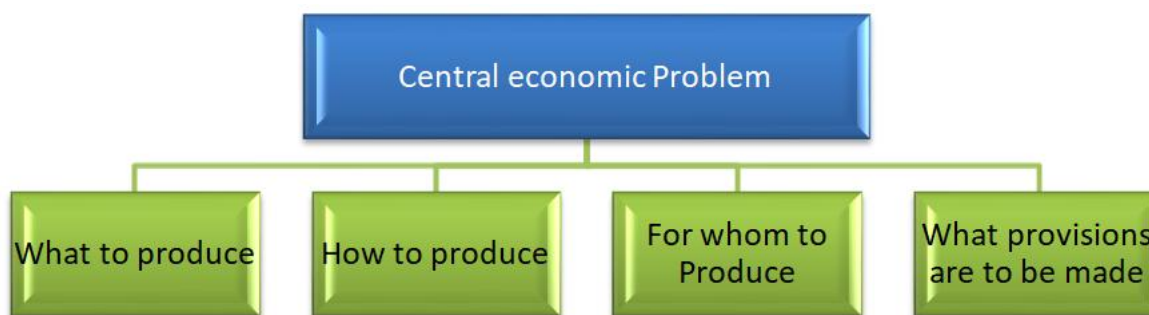 Central economic Problem
What to produce
How to produce
For whom to
Produce
What provisions
are to be made